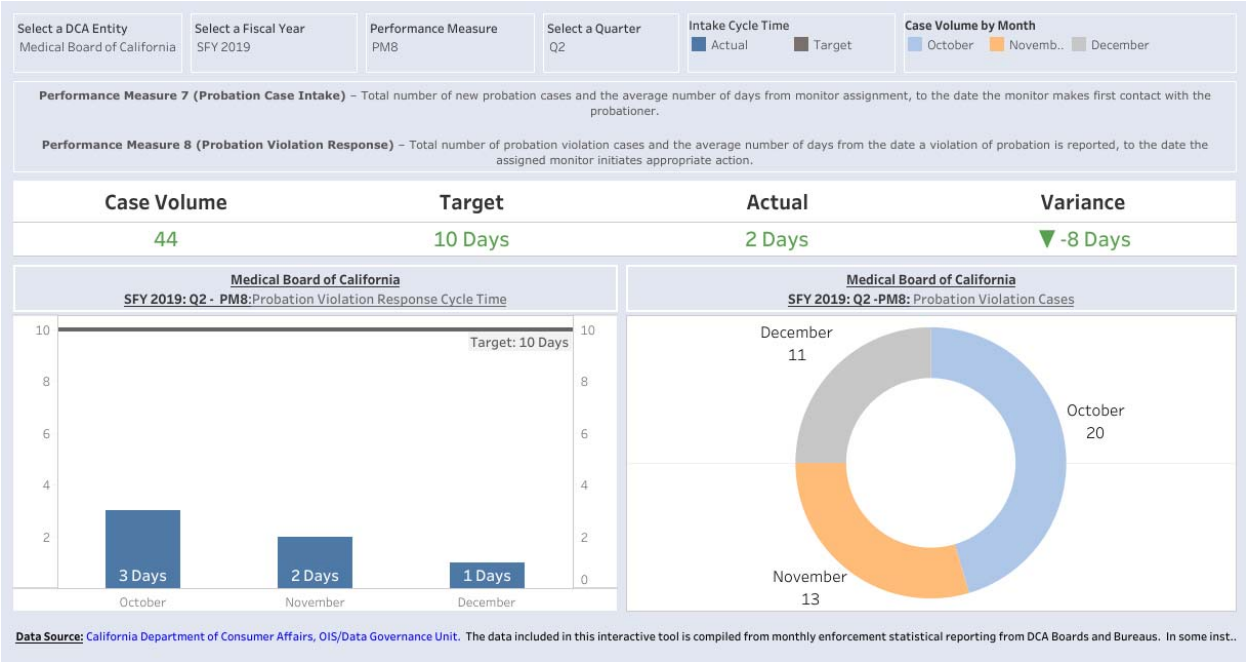 Select a DCA Entity
Medical Board of California
Select a Fiscal Year
SFY 2019
Performance Measure
PM8
Select a Quarter
Q2
Intake Cycle Time
Actual Target
Case Volume by Month
October Novemb.. December
Performance Measure 7 (Probation Case Intake) – Total number of new probation cases and the average number of days from monitor assignment, to the date the monitor makes first contact with the
probationer.
Performance Measure 8 (Probation Violation Response) – Total number of probation violation cases and the average number of days from the date a violation of probation is reported, to the date the
assigned monitor initiates appropriate action.
Case Volume Target Actual Variance
44 10 Days 2 Days ▼ -8 Days
Medical Board of California
SFY 2019: Q2 - PM8:Probation Violation Response Cycle Time
10 10
Target: 10 Days
8 8
6 6
4 4
2 2
0
3 Days 2 Days 1 Days
October November December
Medical Board of California
SFY 2019: Q2 -PM8: Probation Violation Cases
December
11
October
20
November
13
Data Source: California Department of Consumer Affairs, OIS/Data Governance Unit. The data included in this interactive tool is compiled from monthly enforcement statistical reporting from DCA Boards and Bureaus. In some inst..